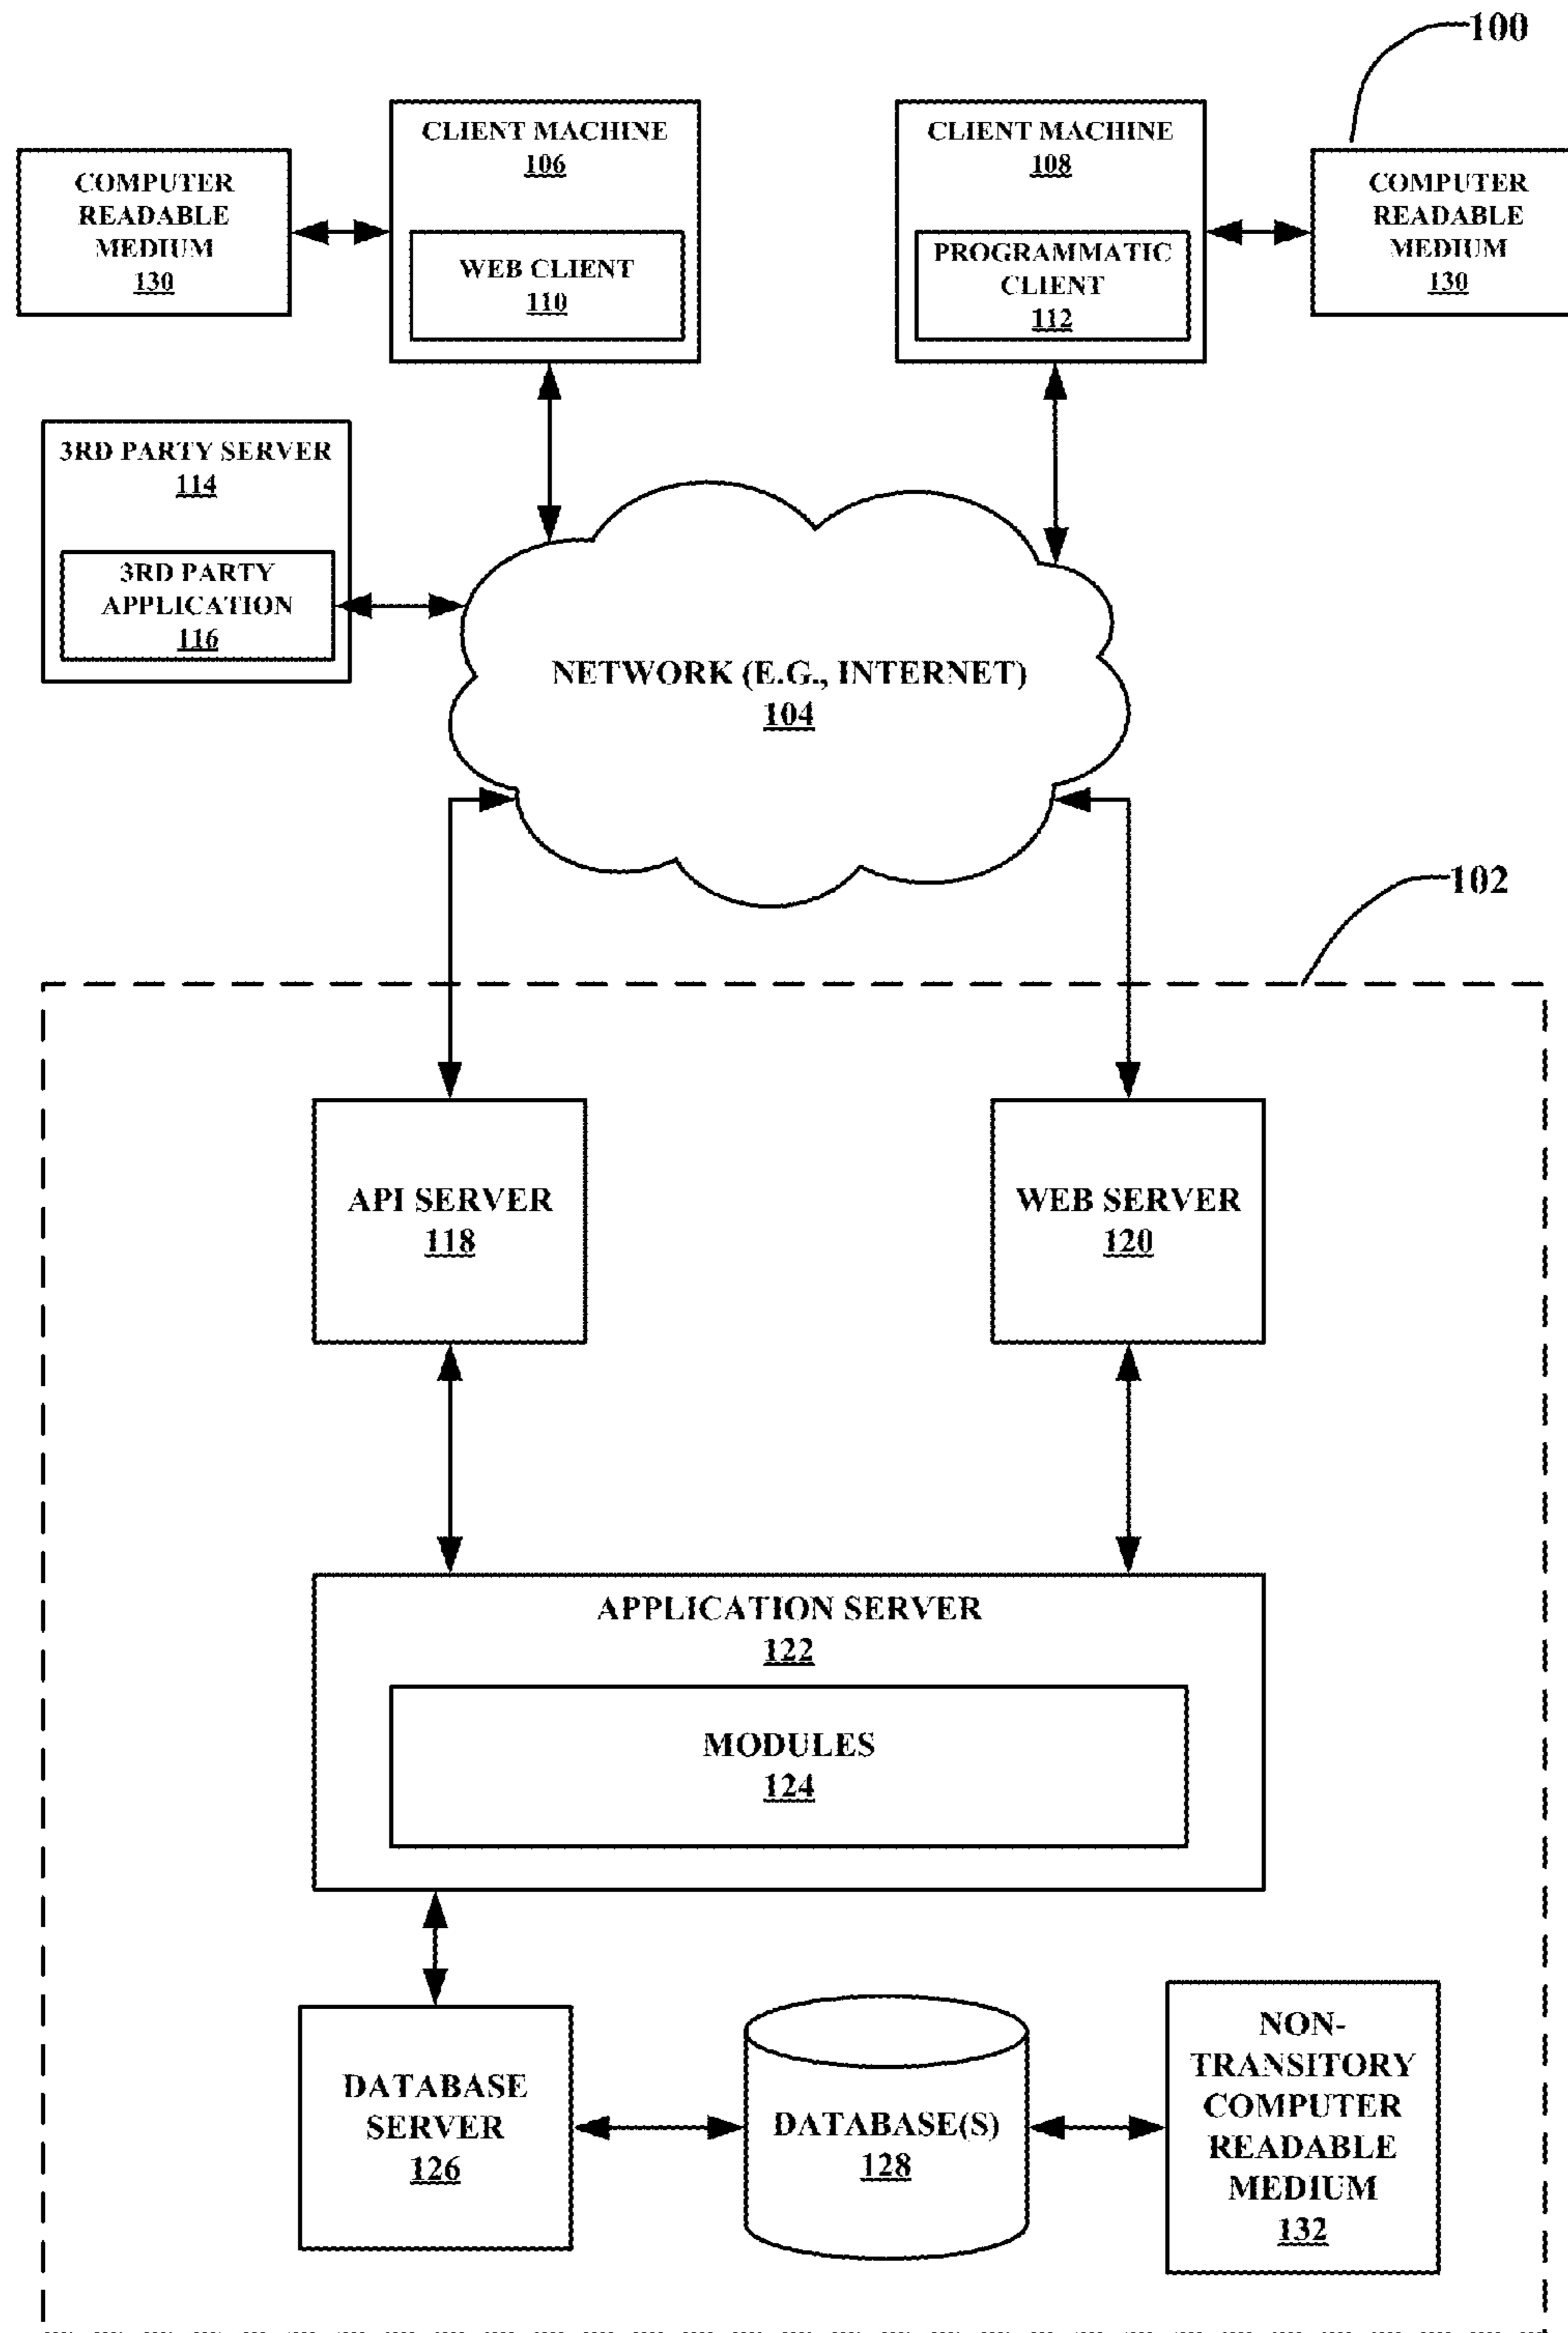 100
CLIENT MACHINE
106
CLIENT MACHINE
108
COMPUTER
READABLE
MEDIUM
130
WEB CLIENT
110
PROGRAMMATIC
CLIENT
112
COMPUTER
READABLE
MEDIUM
130
3RD PARTY SERVER
114
3RD PARTY
APPLICATION
116
NETWORK (E.G., INTERNET)
104
102
API SERVER
118
WEB SERVER
120
APPLICATION SERVER
122
MODULES
124
DATABASE
SERVER
126
DATABASE(S)
128
NON-
TRANSITORY
COMPUTER
READABLE
MEDIUM
132